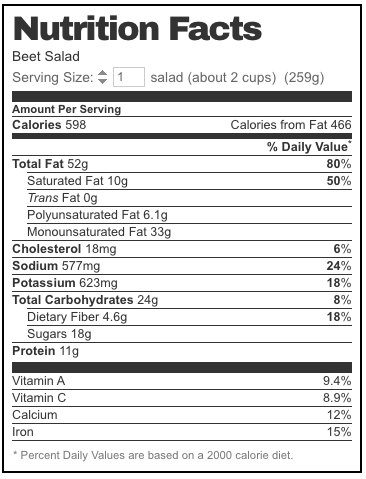 Nutrition Facts
Beet Salad
Serving Size: 1 salad (about 2 cups) (259g)
Amount Per Serving
Calories 598 Calories from Fat 466
% Daily Value*
Total Fat 52g 80%
Saturated Fat 10g 50%
Trans Fat 0g
Polyunsaturated Fat 6.1g
Monounsaturated Fat 33g
Cholesterol 18mg 6%
Sodium 577mg 24%
Potassium 623mg 18%
Total Carbohydrates 24g 8%
Dietary Fiber 4.6g 18%
Sugars 18g
Protein 11g
Vitamin A 9.4%
Vitamin C 8.9%
Calcium 12%
Iron 15%
* Percent Daily Values are based on a 2000 calorie diet.